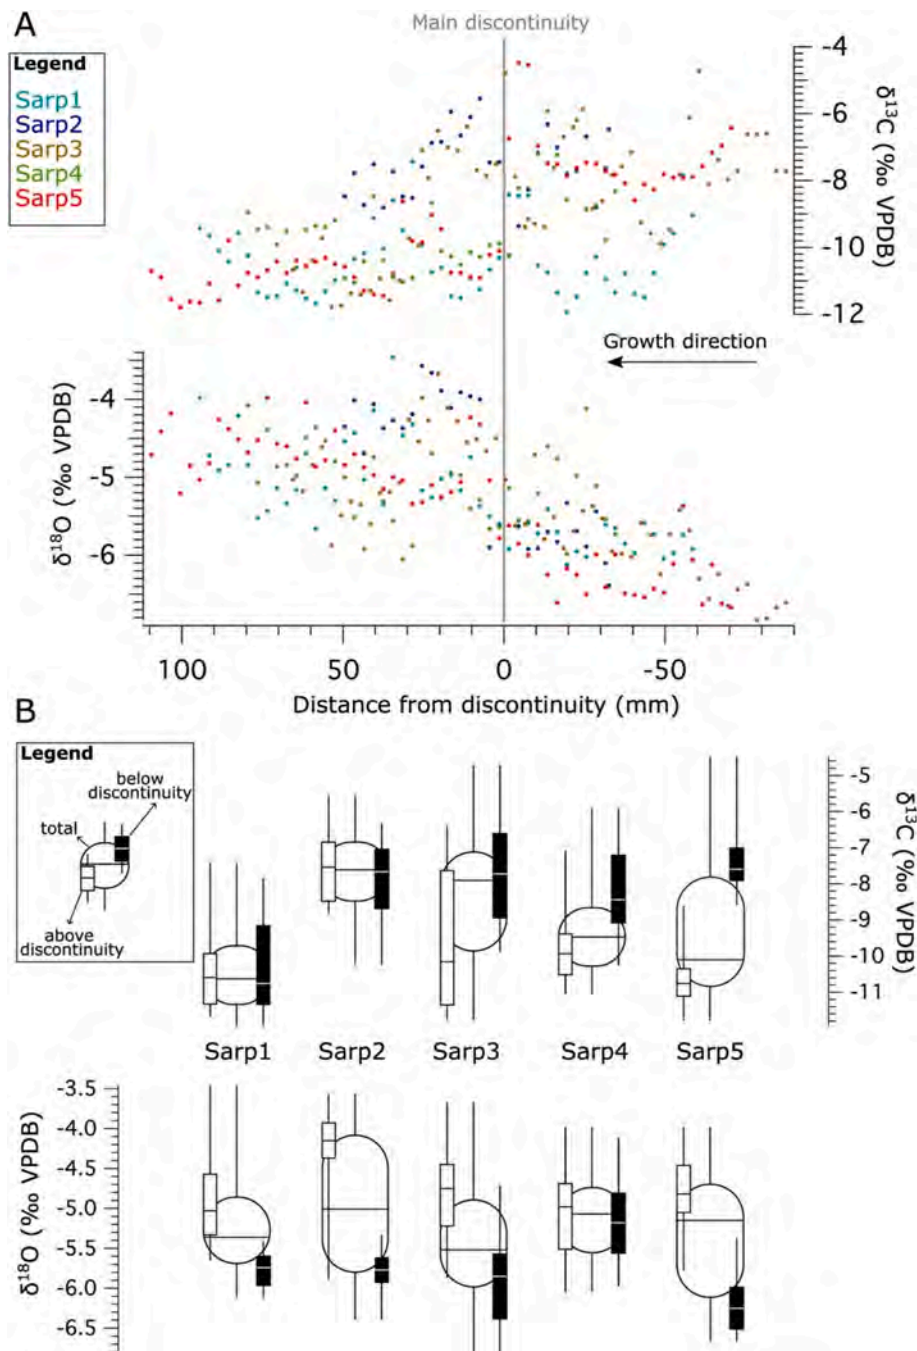 A
Main discontinuity
Legend
Sarp1
Sarp2
Sarp3
Sarp4
Sarp5
-4
-6
-8
-10
-12
δ13C (‰ VPDB)
Growth direction
-4
-5
-6
δ18O (‰ VPDB)
100 50 0 -50
Distance from discontinuity (mm)
B
Legend
below
discontinuity
total
above
discontinuity
-5
-6
-7
-8
-9
-10
-11
δ13C (‰ VPDB)
Sarp1 Sarp2 Sarp3 Sarp4 Sarp5
-3.5
-4.0
-4.5
-5.0
-5.5
-6.0
-6.5
δ18O (‰ VPDB)